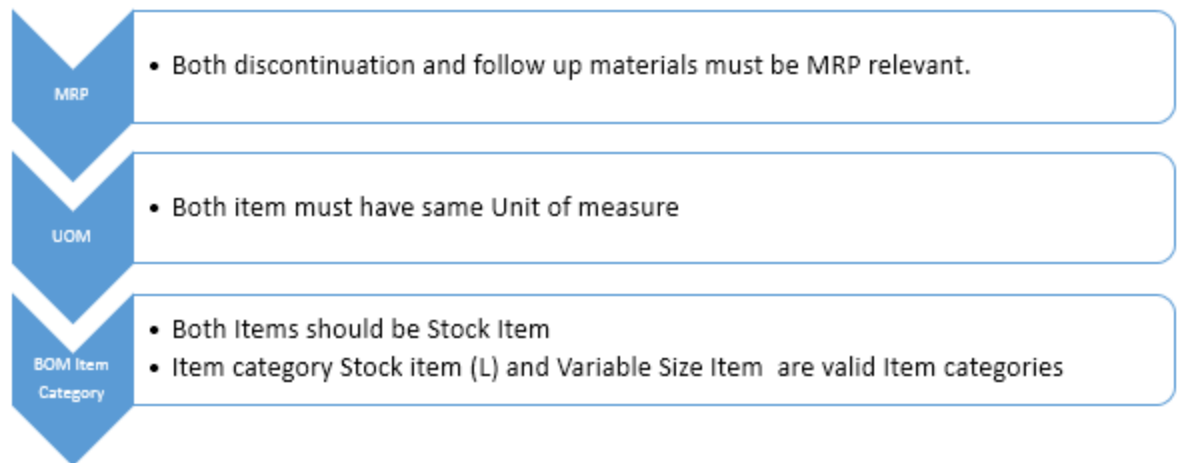 MRP
• Both discontinuation and follow up materials must be MRP relevant.
UOM
• Both item must have same Unit of measure
BOM Item
Category
• Both Items should be Stock Item
• Item category Stock item (L) and Variable Size Item  are valid Item categories